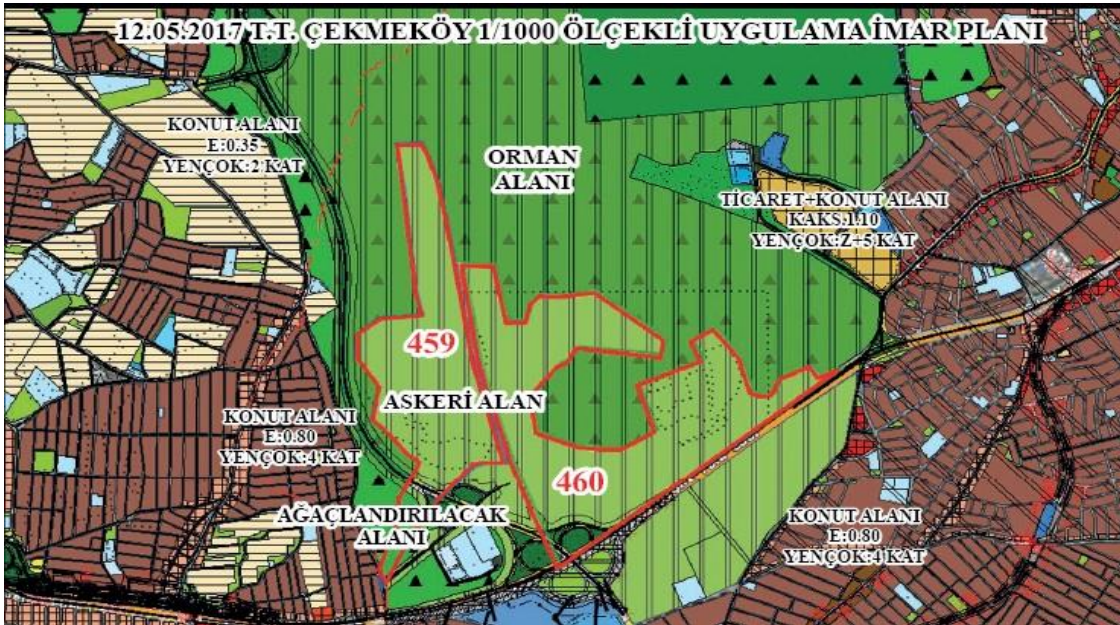 12.05.2017 T.T. ÇEKMEKÖY 1/1000 ÖLÇEKLİ UYGULAMA İMAR PLANI
KONUT ALANI
E:0.35
YENÇOK:2 KAT
ORMAN
ALANI
TİCARET+KONUT ALANI
KAKS:1.10
YENÇOK:Z+5 KAT
459
ASKERİ ALAN
KONUT ALANI
E:0.80
YENÇOK:4 KAT
460
AĞAÇLANDIRILACAK
ALANI
KONUT ALANI
E:0.80
YENÇOK:4 KAT